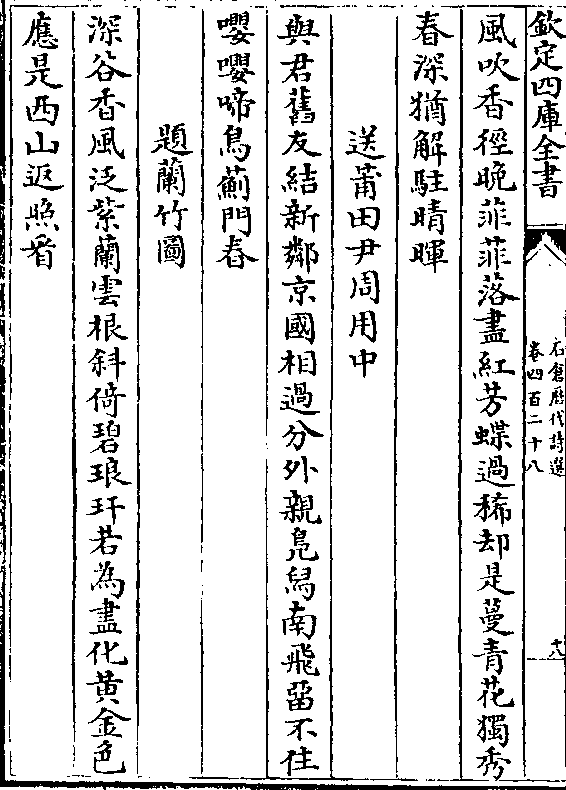 欽定四庫全書
石倉歷代詩選
卷四百二十八
十八
風吹香徑晚菲菲落盡紅芳蝶過稀却是蔓青花獨秀
春深猶解駐晴暉
送莆田尹周用中
與君舊友結新鄰京國相過分外親鳬舄南飛留不住
嚶嚶啼鳥薊門春
題蘭竹圖
深谷香風泛紫蘭雲根斜倚碧琅玕若為盡化黄金色
應是西山返照看